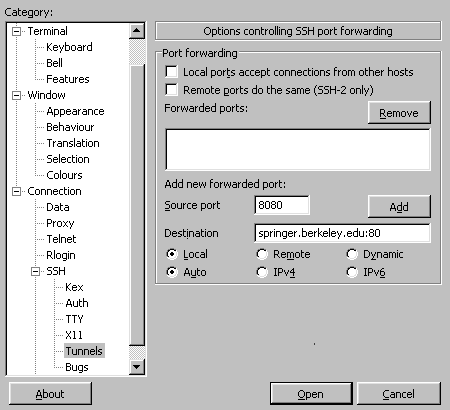 Category:
Terminal
Keyboard
Bell
Features
Window
Appearance
Behaviour
Translation
Selection
Colours
Connection
Data
Proxy
Telnet
Rlogin
SSH
Kex
Auth
TTY
X11
Tunnels
Bugs
Options controlling SSH port forwarding
Port forwarding
Local ports accept connections from other hosts
Remote ports do the same (SSH-2 only)
Forwarded ports:
Remove
Add new forwarded port:
Source port 8080 Add
Destination springer.berkeley.edu:80
Local Remote Dynamic
Auto IPv4 IPv6
About Open Cancel